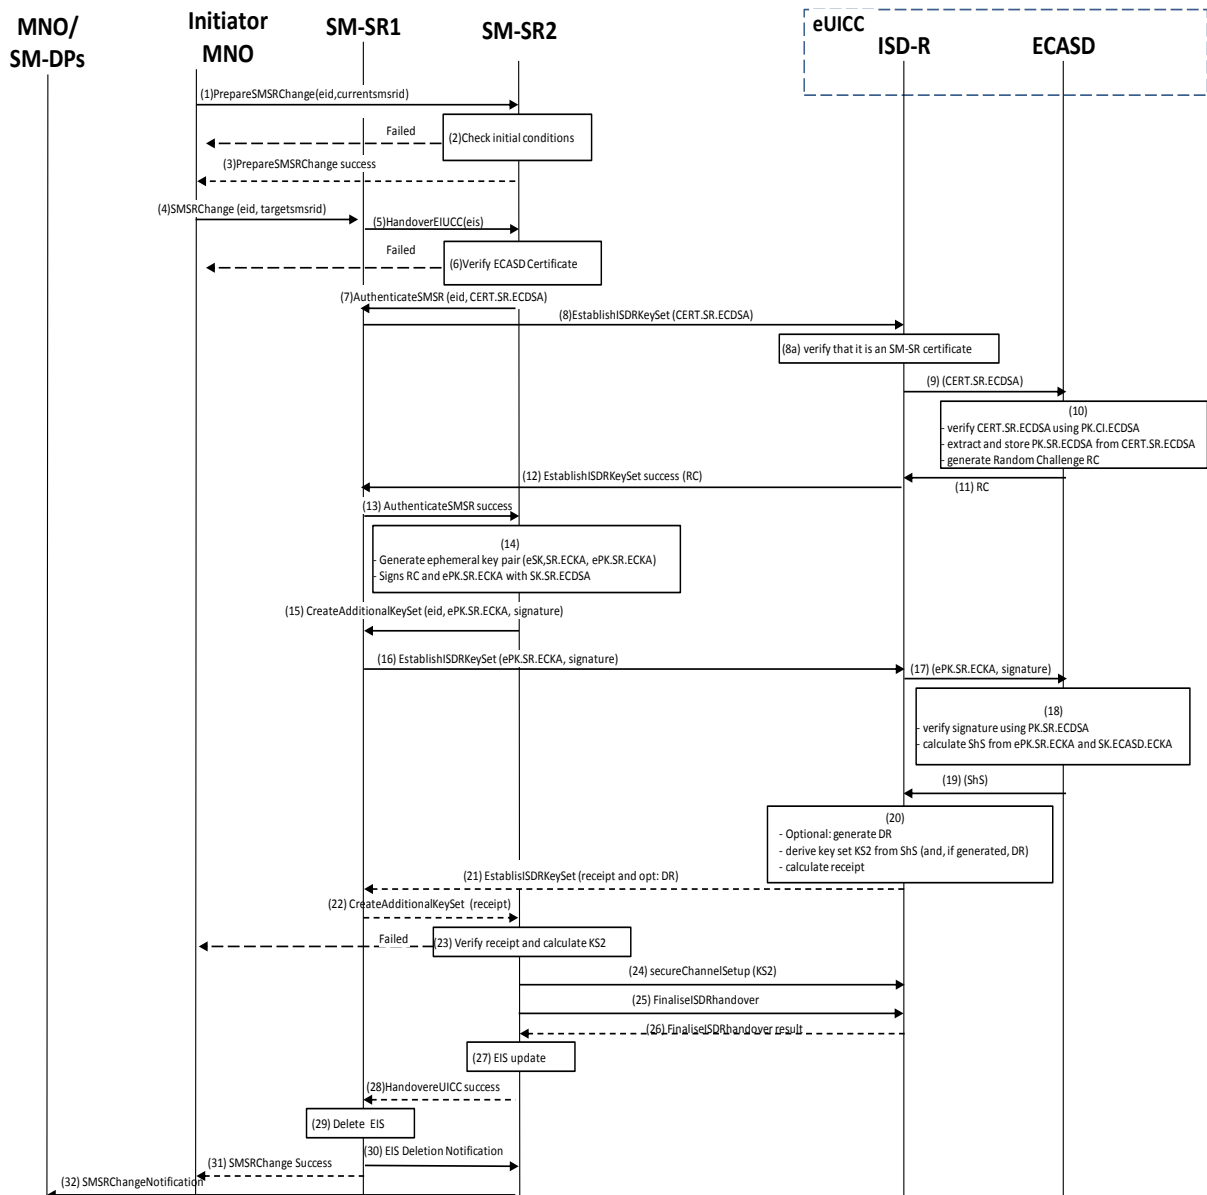 MNO/
SM-DPs
Initiator
MNO
SM-SR1
SM-SR2
eUICC
ISD-R
ECASD
(1)PrepareSMSRChange(eid,currentsmsrid)
Failed
(2)Check initial conditions
(3)PrepareSMSRChange success
(4)SMSRChange (eid, targetsmsrid)
(5)HandoverEIUCC(eis)
Failed
(6)Verify ECASD Certificate
(7)AuthenticateSMSR (eid, CERT.SR.ECDSA)
(8)EstablishISDRKeySet (CERT.SR.ECDSA)
(8a) verify that it is an SM-SR certificate
(9) (CERT.SR.ECDSA)
(10)
- verify CERT.SR.ECDSA using PK.CI.ECDSA
- extract and store PK.SR.ECDSA from CERT.SR.ECDSA
- generate Random Challenge RC
(11) RC
(12) EstablishISDRKeySet success (RC)
(13) AuthenticateSMSR success
(14)
- Generate ephemeral key pair (eSK,SR.ECKA, ePK.SR.ECKA)
- Signs RC and ePK.SR.ECKA with SK.SR.ECDSA
(15) CreateAdditionalKeySet (eid, ePK.SR.ECKA, signature)
(16) EstablishISDRKeySet (ePK.SR.ECKA, signature)
(17) (ePK.SR.ECKA, signature)
(18)
- verify signature using PK.SR.ECDSA
- calculate ShS from ePK.SR.ECKA and SK.ECASD.ECKA
(19) (ShS)
(20)
- Optional: generate DR
- derive key set KS2 from ShS (and, if generated, DR)
- calculate receipt
(21) EstablisISDRKeySet (receipt and opt: DR)
(22) CreateAdditionalKeySet (receipt)
Failed
(23) Verify receipt and calculate KS2
(24) secureChannelSetup (KS2)
(25) FinaliseISDRhandover
(26) FinaliseISDRhandover result
(27) EIS update
(28)HandovereUICC success
(29) Delete EIS
(30) EIS Deletion Notification
(31) SMSRChange Success
(32) SMSRChangeNotification